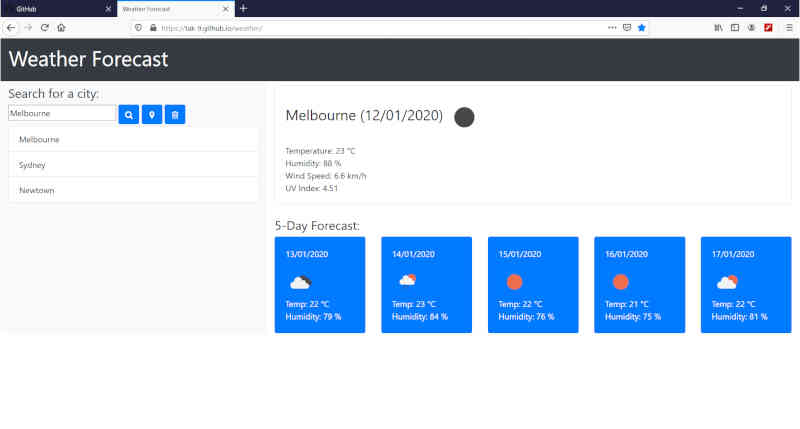 GitHub
Weather Forecast
https://lak-9.github.io/weather/
Weather Forecast
Search for a city:
Melbourne
Melbourne
Sydney
Newtown
Melbourne (12/01/2020)
Temperature: 23 °C
Humidity: 88 %
Wind Speed: 6.6 km/h
UV Index: 4.51
5-Day Forecast:
13/01/2020
Temp: 22 °C
Humidity: 79 %
14/01/2020
Temp: 23 °C
Humidity: 84 %
15/01/2020
Temp: 22 °C
Humidity: 76 %
16/01/2020
Temp: 21 °C
Humidity: 75 %
17/01/2020
Temp: 22 °C
Humidity: 81 %